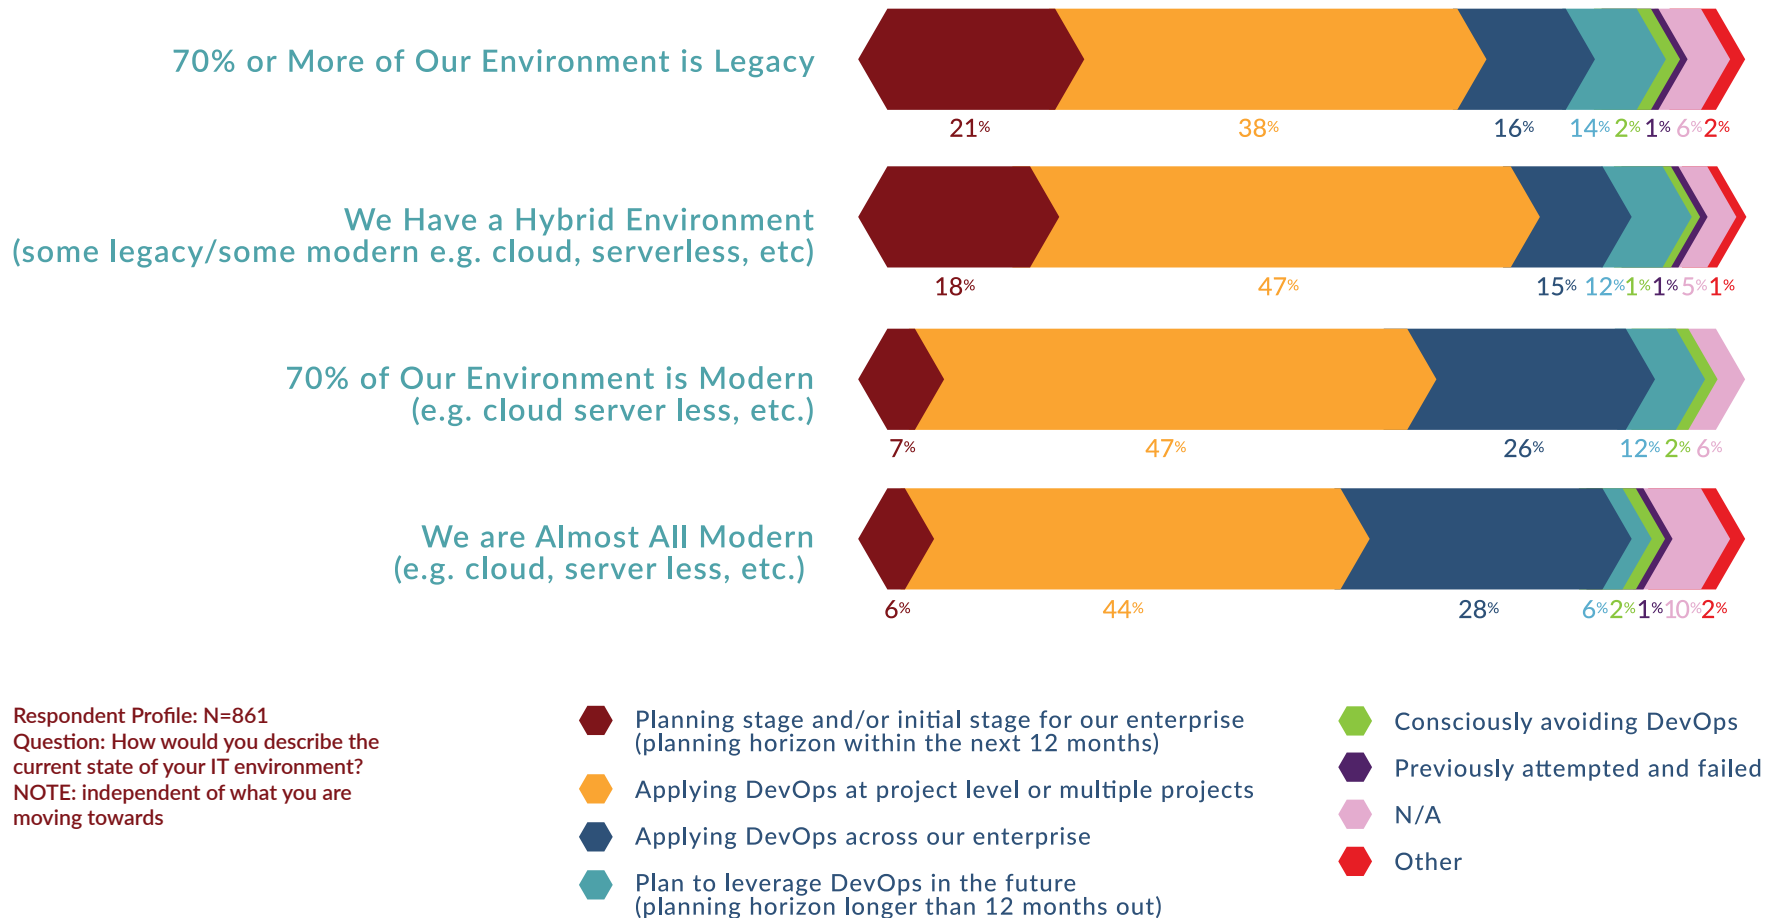 70% or More of Our Environment is Legacy
21% 38% 16% 14% 2% 1% 6% 2%
We Have a Hybrid Environment
(some legacy/some modern e.g. cloud, serverless, etc)
18% 47% 15% 12% 1% 1% 5% 1%
70% of Our Environment is Modern
(e.g. cloud server less, etc.)
7% 47% 26% 12% 2% 6%
We are Almost All Modern
(e.g. cloud, server less, etc.)
6% 44% 28% 6% 2% 1% 10% 2%
Respondent Profile: N=861
Question: How would you describe the
current state of your IT environment?
NOTE: independent of what you are
moving towards
Planning stage and/or initial stage for our enterprise
(planning horizon within the next 12 months)
Applying DevOps at project level or multiple projects
Applying DevOps across our enterprise
Plan to leverage DevOps in the future
(planning horizon longer than 12 months out)
Consciously avoiding DevOps
Previously attempted and failed
N/A
Other